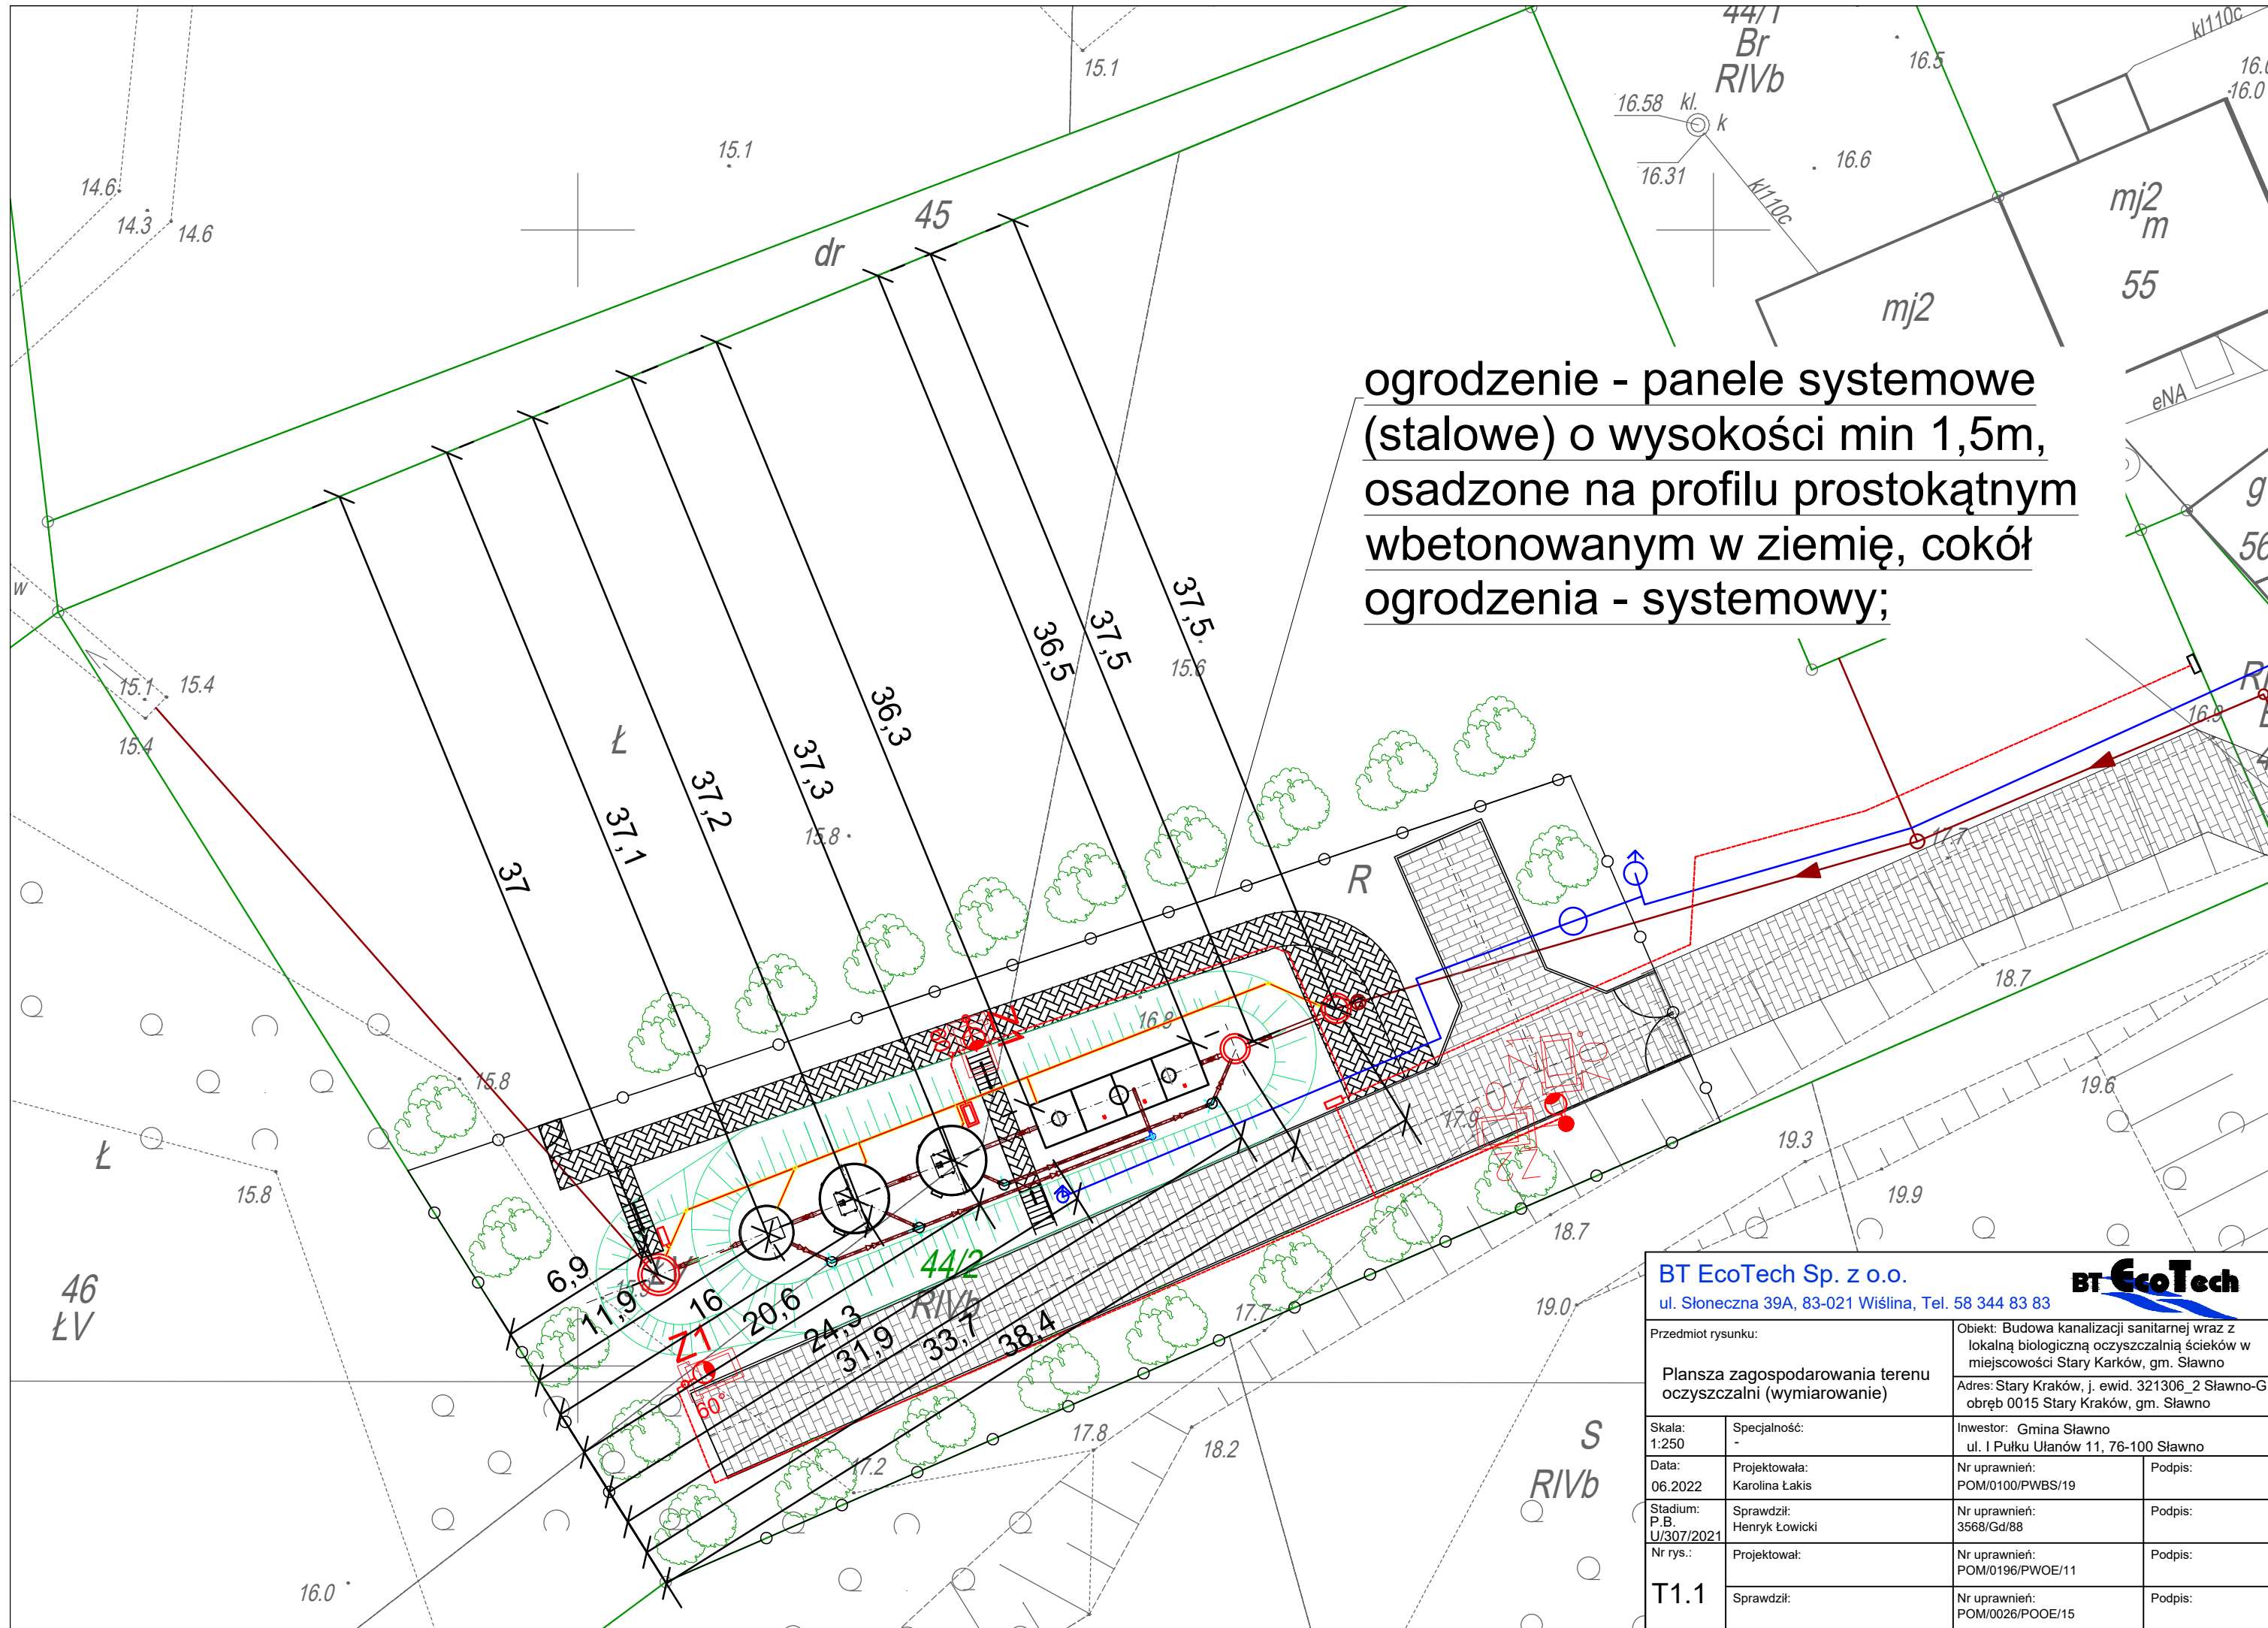 44/1
Br
RIVb
kl110c
15.1
16.5
16.0
16.58 kl.
k
16.31
kl110c
16.6
15.1
14.6
14.3
14.6
45
dr
mj2
m
55
mj2
eNA
ogrodzenie - panele systemowe
(stalowe) o wysokości min 1,5m,
osadzone na profilu prostokątnym
wbetonowanym w ziemię, cokół
ogrodzenia - systemowy;
g
56
w
15.1
15.4
15.4
Ł
37
37,1
37,2
37,3
36,3
36,5
37,5
37,5
15.6
15.8
16.9
17.7
R
15.8
15.8
Ł
46
ŁV
16.8
17.9
18.7
19.6
19.3
19.9
18.7
19.0
17.7
17.8
18.2
17.2
16.0
44/2
RIVb
6,9
11,9
16
20,6
24,3
31,9
33,7
38,4
Z1
60°
S
RIVb
BT EcoTech Sp. z o.o.
ul. Słoneczna 39A, 83-021 Wiślina, Tel. 58 344 83 83
BT EcoTech
Przedmiot rysunku:
Plansza zagospodarowania terenu
oczyszczalni (wymiarowanie)
Obiekt: Budowa kanalizacji sanitarnej wraz z
lokalną biologiczną oczyszczalnią ścieków w
miejscowości Stary Karków, gm. Sławno
Adres: Stary Kraków, j. ewid. 321306_2 Sławno-G
obręb 0015 Stary Kraków, gm. Sławno
Skala:
1:250
Specjalność:
-
Inwestor: Gmina Sławno
ul. I Pułku Ułanów 11, 76-100 Sławno
Data:
06.2022
Projektowała:
Karolina Łakis
Nr uprawnień:
POM/0100/PWBS/19
Podpis:
Stadium:
P.B.
U/307/2021
Sprawdził:
Henryk Łowicki
Nr uprawnień:
3568/Gd/88
Podpis:
Nr rys.:
T1.1
Projektował:
Nr uprawnień:
POM/0196/PWOE/11
Podpis:
Sprawdził:
Nr uprawnień:
POM/0026/POOE/15
Podpis: